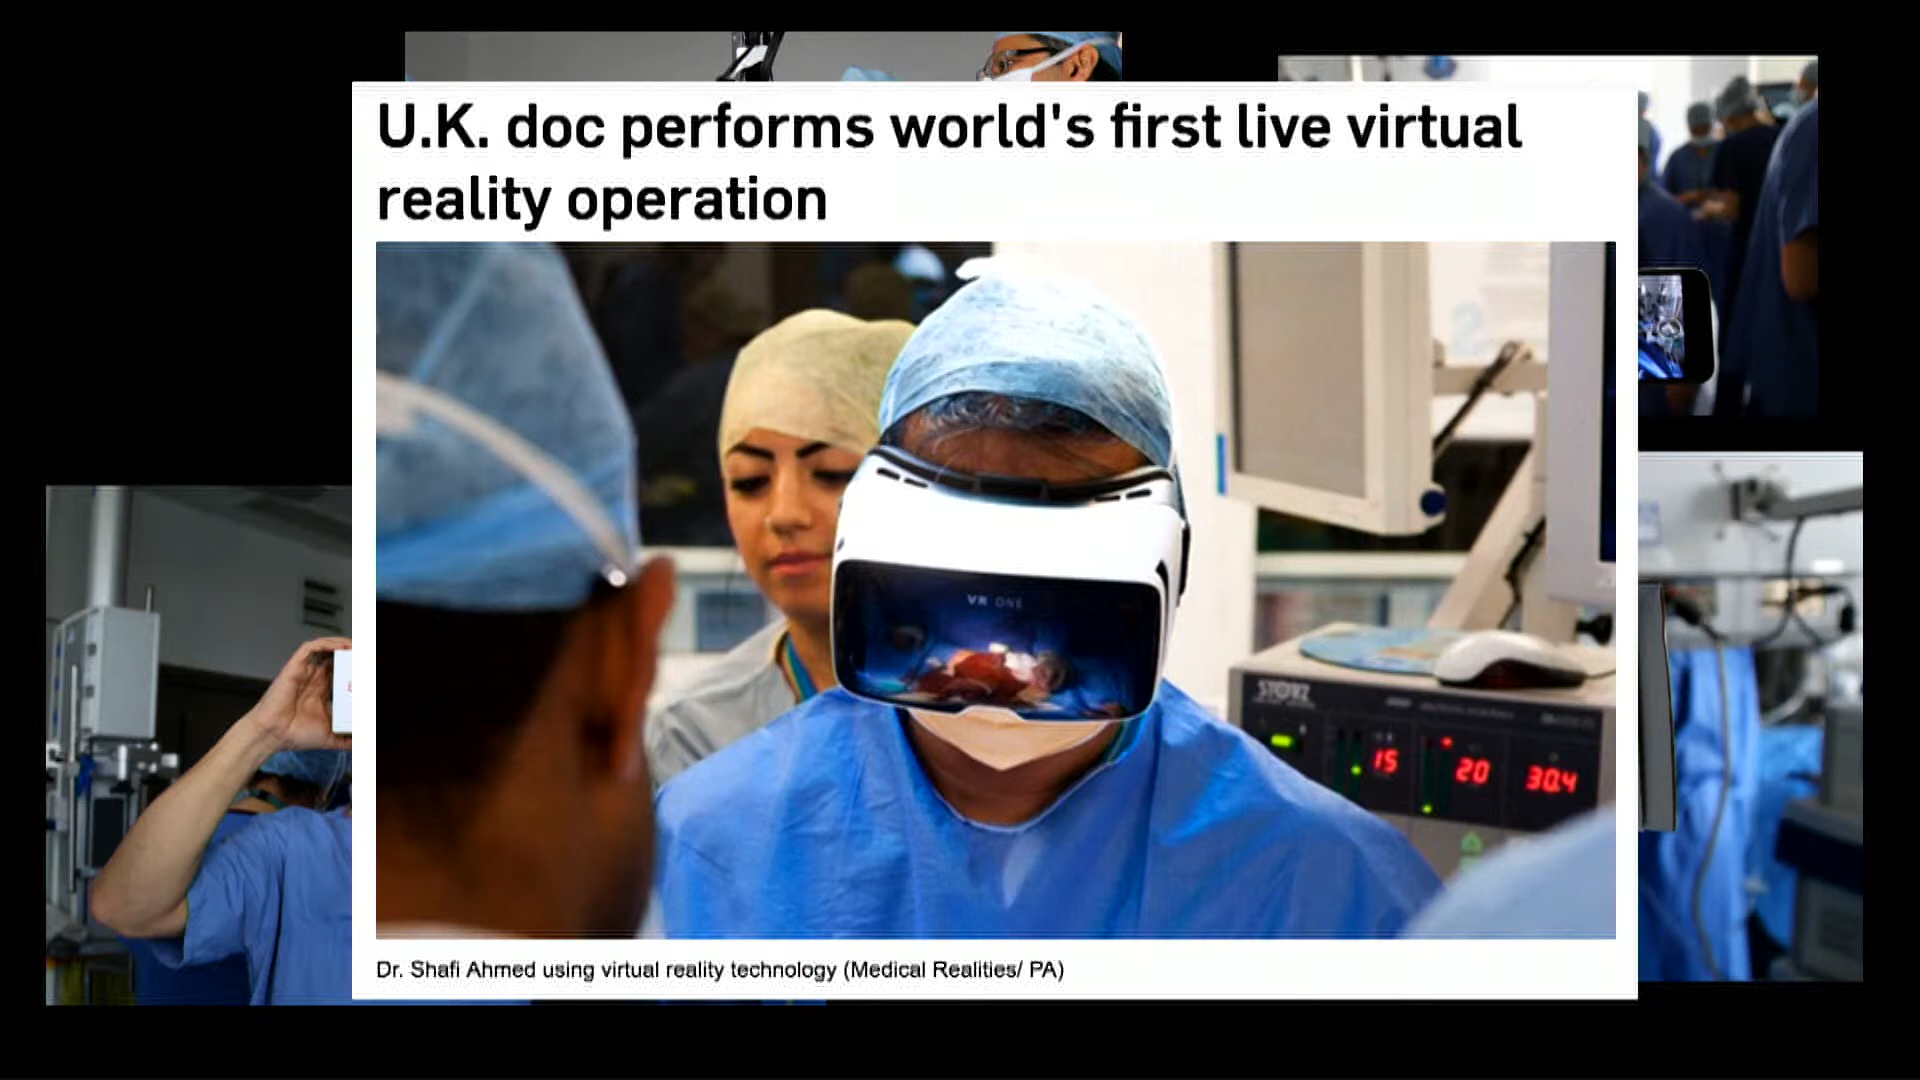 U.K. doc performs world's first live virtual
reality operation
VR ONE
STORZ
15
20
30.4
Dr. Shafi Ahmed using virtual reality technology (Medical Realities/ PA)